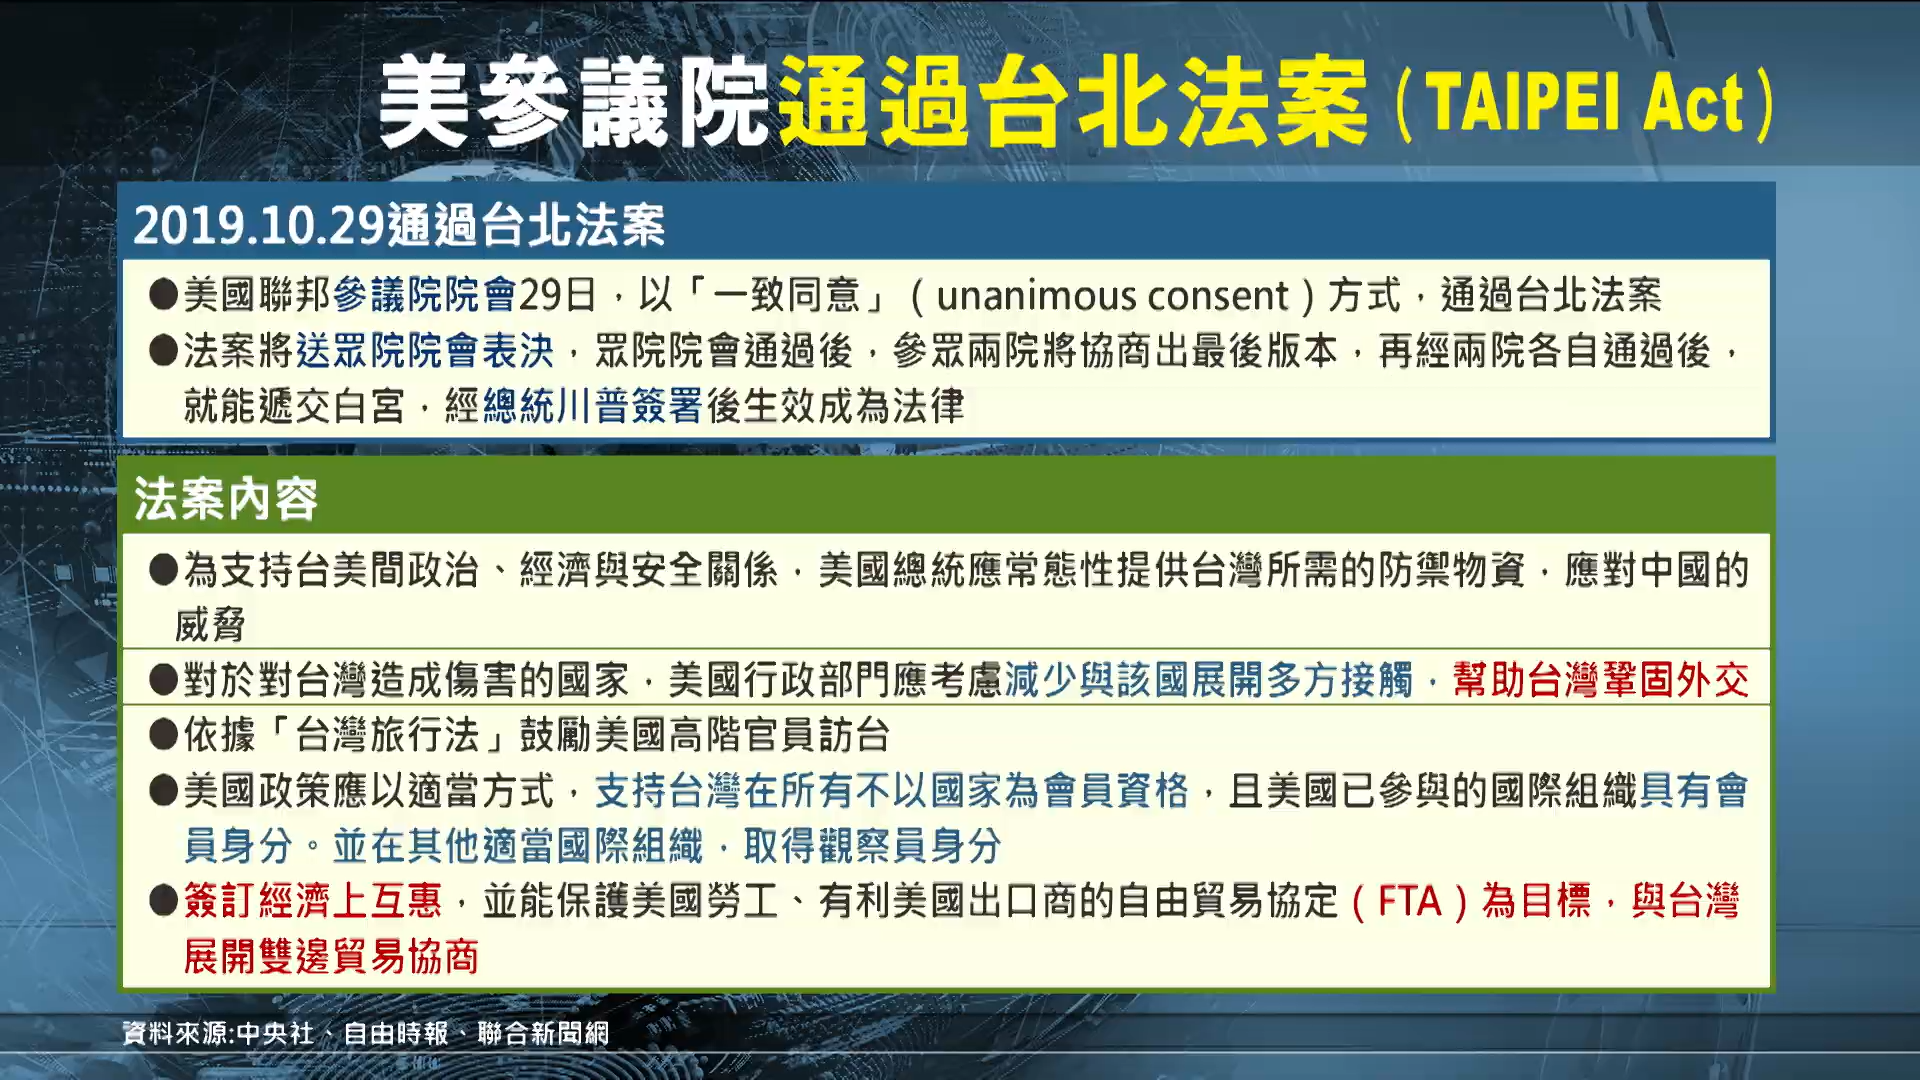 美參議院通過台北法案（TAIPEI Act）
2019.10.29通過台北法案
●美國聯邦參議院院會29日，以「一致同意」（unanimous consent）方式，通過台北法案
●法案將送眾院院會表決，眾院院會通過後，參眾兩院將協商出最後版本，再經兩院各自通過後，
就能遞交白宮，經總統川普簽署後生效成為法律
法案內容
●為支持台美間政治、經濟與安全關係，美國總統應常態性提供台灣所需的防禦物資，應對中國的
威脅
●對於對台灣造成傷害的國家，美國行政部門應考慮減少與該國展開多方接觸，幫助台灣鞏固外交
●依據「台灣旅行法」鼓勵美國高階官員訪台
●美國政策應以適當方式，支持台灣在所有不以國家為會員資格，且美國已參與的國際組織具有會
員身分。並在其他適當國際組織，取得觀察員身分
●簽訂經濟上互惠，並能保護美國勞工、有利美國出口商的自由貿易協定（FTA）為目標，與台灣
展開雙邊貿易協商
資料來源:中央社、自由時報、聯合新聞網